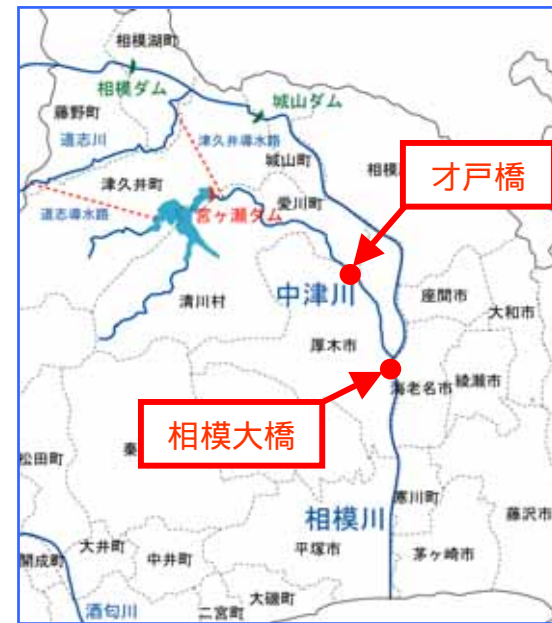 相模湖町
相模ダム
城山ダム
藤野町
道志川
津久井導水路
城山町
相模
才戸橋
津久井町
愛川町
道志導水路
宮ヶ瀬ダム
清川村
中津川
座間市
大和市
厚木市
海老名市
綾瀬市
相模大橋
松田町
秦
寒川町
相模川
藤沢市
開成町
大井町
中井町
平塚市
茅ヶ崎市
酒匂川
二宮町
大磯町